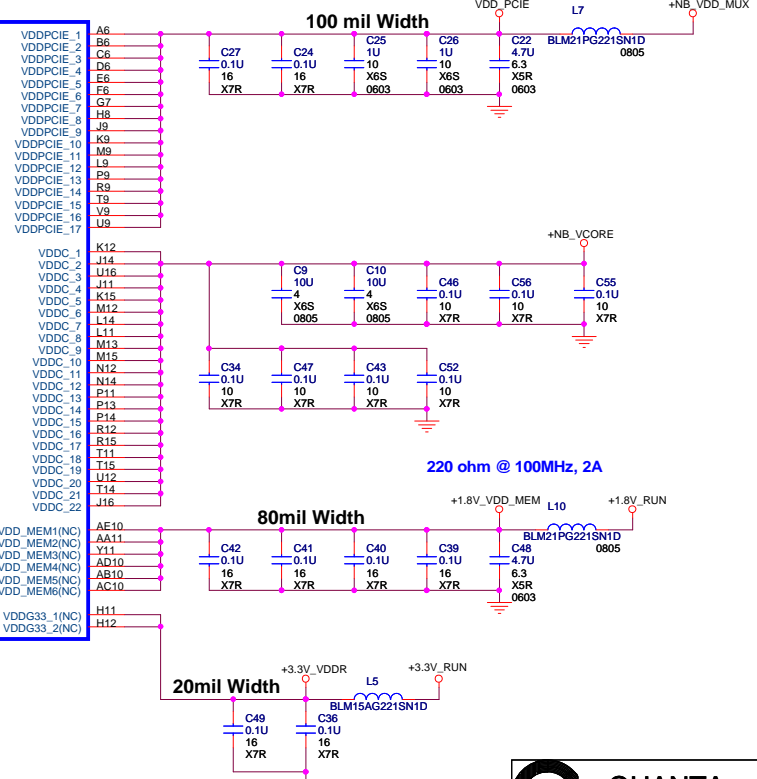 VDD_PCIE
L7
+NB_VDD_MUX
100 mil Width
BLM21PG221SN1D
0805
VDDPCIE_1 A6
VDDPCIE_2 B6
VDDPCIE_3 C6
VDDPCIE_4 D6
VDDPCIE_5 E6
VDDPCIE_6 F6
VDDPCIE_7 G7
VDDPCIE_8 H8
VDDPCIE_9 J9
VDDPCIE_10 K9
VDDPCIE_11 M9
VDDPCIE_12 L9
VDDPCIE_13 P9
VDDPCIE_14 R9
VDDPCIE_15 T9
VDDPCIE_16 V9
VDDPCIE_17 U9
C27 0.1U 16 X7R
C24 0.1U 16 X7R
C25 1U 10 X6S 0603
C26 1U 10 X6S 0603
C22 4.7U 6.3 X5R 0603
+NB_VCORE
VDDC_1 K12
VDDC_2 J14
VDDC_3 U16
VDDC_4 J11
VDDC_5 K15
VDDC_6 M12
VDDC_7 L14
VDDC_8 L11
VDDC_9 M13
VDDC_10 M15
VDDC_11 N12
VDDC_12 N14
VDDC_13 P11
VDDC_14 P13
VDDC_15 P14
VDDC_16 R12
VDDC_17 R15
VDDC_18 T11
VDDC_19 T15
VDDC_20 U12
VDDC_21 T14
VDDC_22 J16
C9 10U 4 X6S 0805
C10 10U 4 X6S 0805
C46 0.1U 10 X7R
C56 0.1U 10 X7R
C55 0.1U 10 X7R
C34 0.1U 10 X7R
C47 0.1U 10 X7R
C43 0.1U 10 X7R
C52 0.1U 10 X7R
220 ohm @ 100MHz, 2A
+1.8V_VDD_MEM
L10
+1.8V_RUN
80mil Width
BLM21PG221SN1D
0805
VDD_MEM1(NC) AE10
VDD_MEM2(NC) AA11
VDD_MEM3(NC) Y11
VDD_MEM4(NC) AD10
VDD_MEM5(NC) AB10
VDD_MEM6(NC) AC10
C42 0.1U 16 X7R
C41 0.1U 16 X7R
C40 0.1U 16 X7R
C39 0.1U 16 X7R
C48 4.7U 6.3 X5R 0603
VDDG33_1(NC) H11
VDDG33_2(NC) H12
+3.3V_VDDR
L5
+3.3V_RUN
20mil Width
BLM15AG221SN1D
C49 0.1U 16 X7R
C36 0.1U 16 X7R
QUANTA